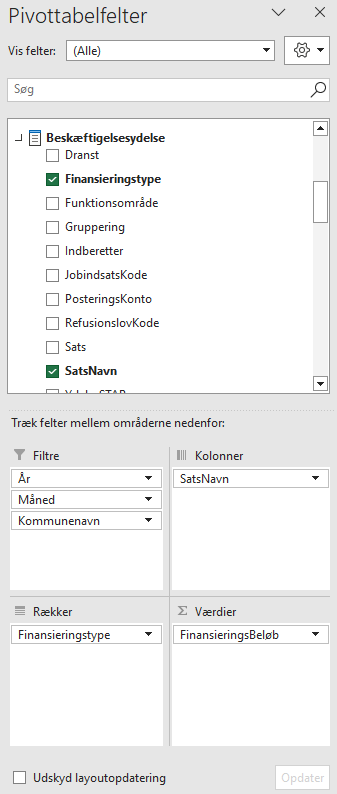 Pivottabelfelter
Vis felter: (Alle)
Søg
Beskæftigelsesydelse
Dranst
Finansieringstype
Funktionsområde
Gruppering
Indberetter
JobindsatsKode
PosteringsKonto
RefusionslovKode
Sats
SatsNavn
Træk felter mellem områderne nedenfor:
Filtre
År
Måned
Kommunenavn
Kolonner
SatsNavn
Rækker
Finansieringstype
Værdier
FinansieringsBeløb
Udskyd layoutopdatering
Opdater